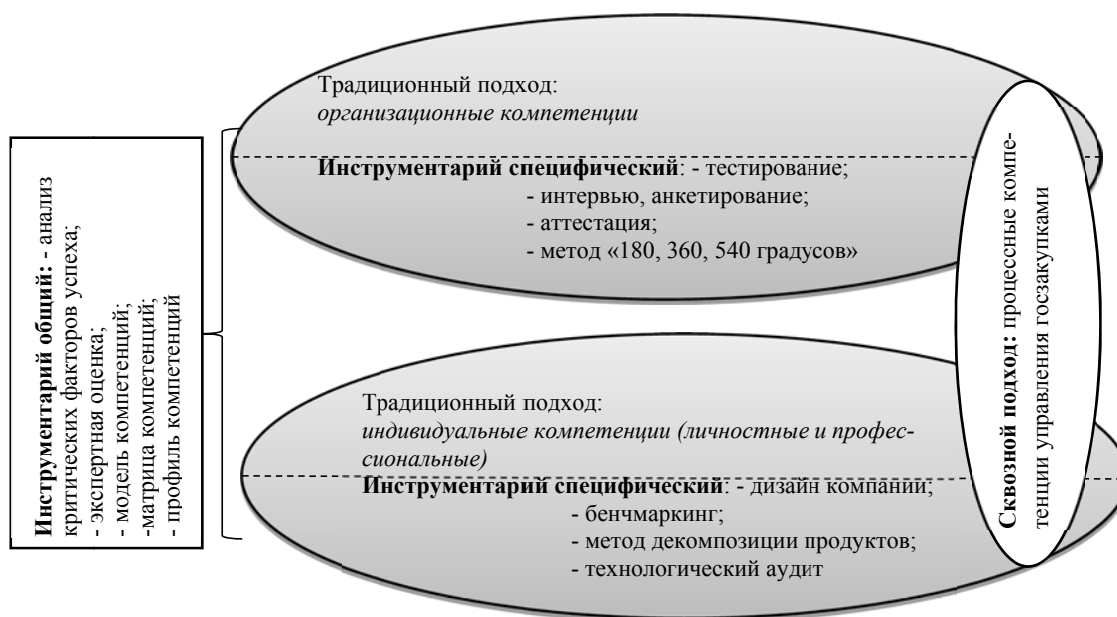 Инструментарий общий: - анализ
критических факторов успеха;
- экспертная оценка;
- модель компетенций;
-матрица компетенций;
- профиль компетенций
Традиционный подход:
организационные компетенции
Инструментарий специфический: - тестирование;
- интервью, анкетирование;
- аттестация;
- метод «180, 360, 540 градусов»
Традиционный подход:
индивидуальные компетенции (личностные и профес-
сиональные)
Инструментарий специфический: - дизайн компании;
- бенчмаркинг;
- метод декомпозиции продуктов;
- технологический аудит
Сквозной подход: процессные компе-
тенции управления госзакупками